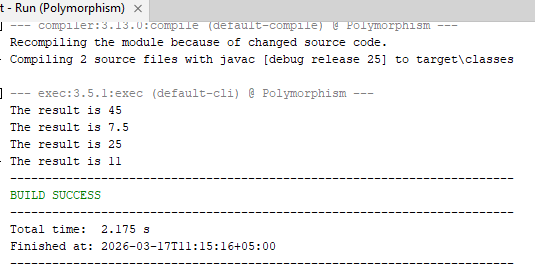 t - Run (Polymorphism) ×
] --- compiler:3.13.0:compile (default-compile) @ Polymorphism ---
Recompiling the module because of changed source code.
Compiling 2 source files with javac [debug release 25] to target\classes
] --- exec:3.5.1:exec (default-cli) @ Polymorphism ---
The result is 45
The result is 7.5
The result is 25
The result is 11
------------------------------------------------------------------------
BUILD SUCCESS
------------------------------------------------------------------------
Total time:  2.175 s
Finished at: 2026-03-17T11:15:16+05:00
------------------------------------------------------------------------